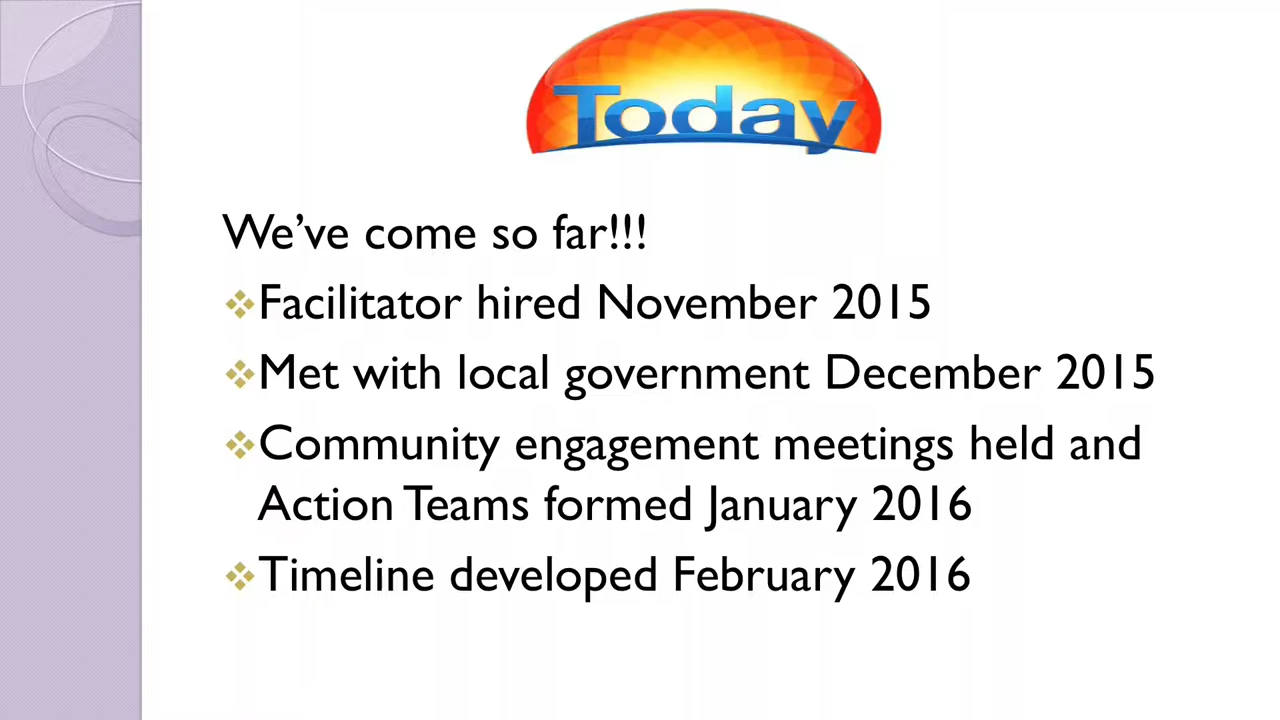 Today
We’ve come so far!!!
❖Facilitator hired November 2015
❖Met with local government December 2015
❖Community engagement meetings held and
Action Teams formed January 2016
❖Timeline developed February 2016